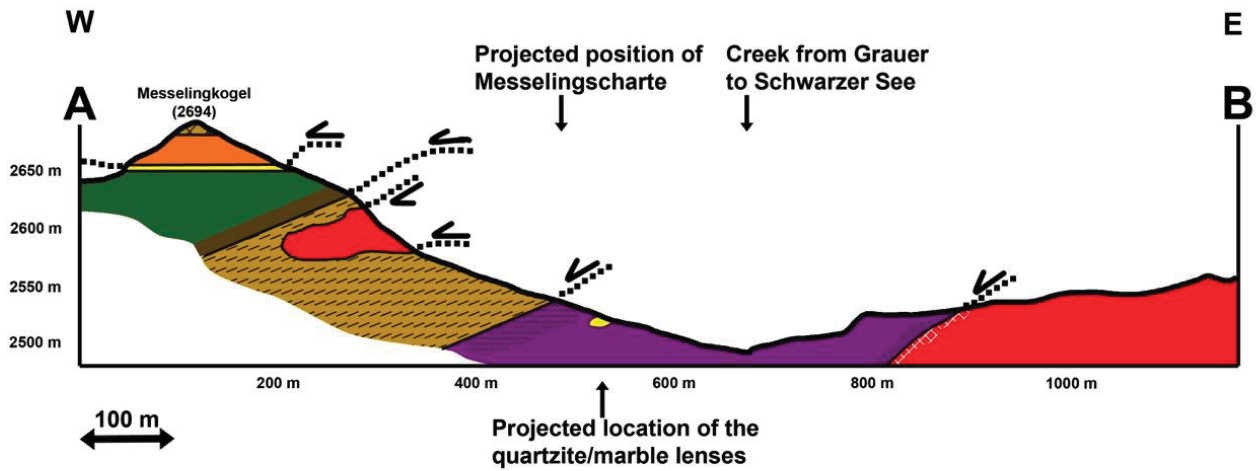 W
E
Projected position of
Messelingscharte
Creek from Grauer
to Schwarzer See
A
Messelingkogel
(2694)
B
2650 m
2600 m
2550 m
2500 m
200 m
400 m
600 m
800 m
1000 m
100 m
Projected location of the
quartzite/marble lenses